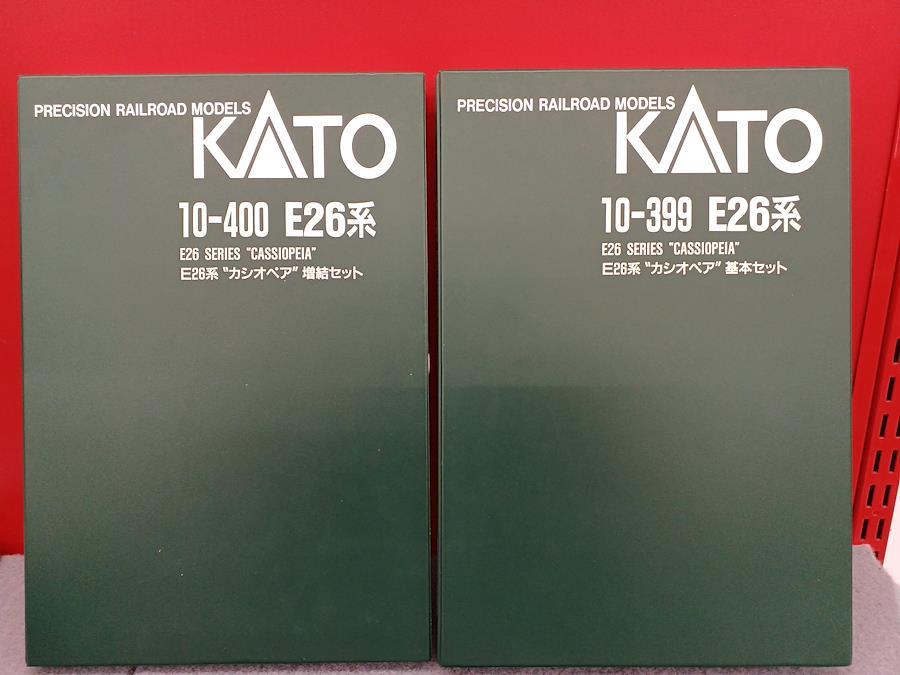 PRECISION RAILROAD MODELS
KATO
10-400 E26系
E26 SERIES "CASSIOPEIA"
E26系 "カシオペア" 増結セット
PRECISION RAILROAD MODELS
KATO
10-399 E26系
E26 SERIES "CASSIOPEIA"
E26系 "カシオペア" 基本セット